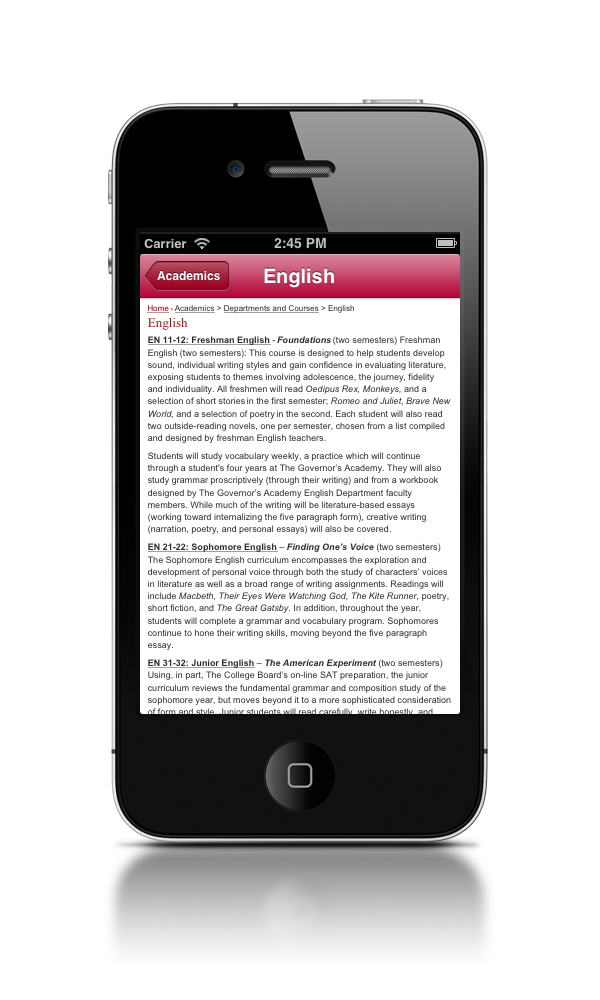 Carrier 2:45 PM
Academics English
Home › Academics > Departments and Courses > English
English
EN 11-12: Freshman English - Foundations (two semesters) Freshman
English (two semesters): This course is designed to help students develop
sound, individual writing styles and gain confidence in evaluating literature,
exposing students to themes involving adolescence, the journey, fidelity
and individuality. All freshmen will read Oedipus Rex, Monkeys, and a
selection of short stories in the first semester; Romeo and Juliet, Brave New
World, and a selection of poetry in the second. Each student will also read
two outside-reading novels, one per semester, chosen from a list compiled
and designed by freshman English teachers.
Students will study vocabulary weekly, a practice which will continue
through a student's four years at The Governor's Academy. They will also
study grammar proscriptively (through their writing) and from a workbook
designed by The Governor's Academy English Department faculty
members. While much of the writing will be literature-based essays
(working toward internalizing the five paragraph form), creative writing
(narration, poetry, and personal essays) will also be covered.
EN 21-22: Sophomore English – Finding One's Voice (two semesters)
The Sophomore English curriculum encompasses the exploration and
development of personal voice through both the study of characters' voices
in literature as well as a broad range of writing assignments. Readings will
include Macbeth, Their Eyes Were Watching God, The Kite Runner, poetry,
short fiction, and The Great Gatsby. In addition, throughout the year,
students will complete a grammar and vocabulary program. Sophomores
continue to hone their writing skills, moving beyond the five paragraph
essay.
EN 31-32: Junior English – The American Experiment (two semesters)
Using, in part, The College Board's on-line SAT preparation, the junior
curriculum reviews the fundamental grammar and composition study of the
sophomore year, but moves beyond it to a more sophisticated consideration
of form and style. Junior students will read carefully, write honestly, and